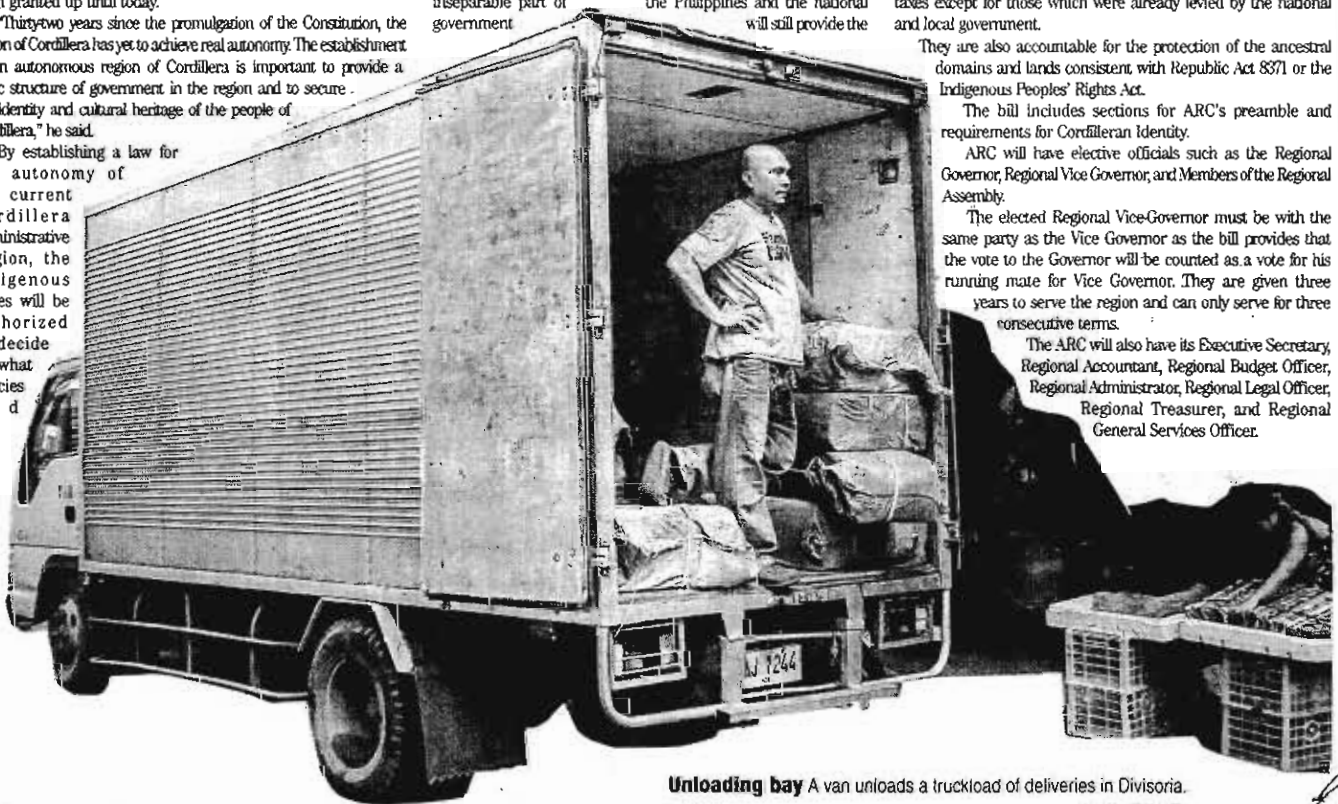 granted up until today.
"Thirty-two years since the promulgation of the Constitution, the
on of Cordillera has yet to achieve real autonomy. The establishment
n autonomous region of Cordillera is important to provide a
c structure of government in the region and to secure
identity and cultural heritage of the people of
dillera," he said.
By establishing a law for
autonomy of
current
rdillera
ministrative
gion, the
digenous
es will be
horized
decide
what
cies
d
inseparable part of
government
the Philippines and the national
will still provide the
taxes except for those which were already levied by the national
and local government.
They are also accountable for the protection of the ancestral
domains and lands consistent with Republic Act 8371 or the
Indigenous Peoples' Rights Act.
The bill includes sections for ARC's preamble and
requirements for Cordilleran Identity.
ARC will have elective officials such as the Regional
Governor, Regional Vice Governor, and Members of the Regional
Assembly.
The elected Regional Vice-Governor must be with the
same party as the Vice Governor as the bill provides that
the vote to the Governor will be counted as a vote for his
running mate for Vice Governor. They are given three
years to serve the region and can only serve for three
consecutive terms.
The ARC will also have its Executive Secretary,
Regional Accountant, Regional Budget Officer,
Regional Administrator, Regional Legal Officer,
Regional Treasurer, and Regional
General Services Officer.
J 1244
Unloading bay A van unloads a truckload of deliveries in Divisoria.